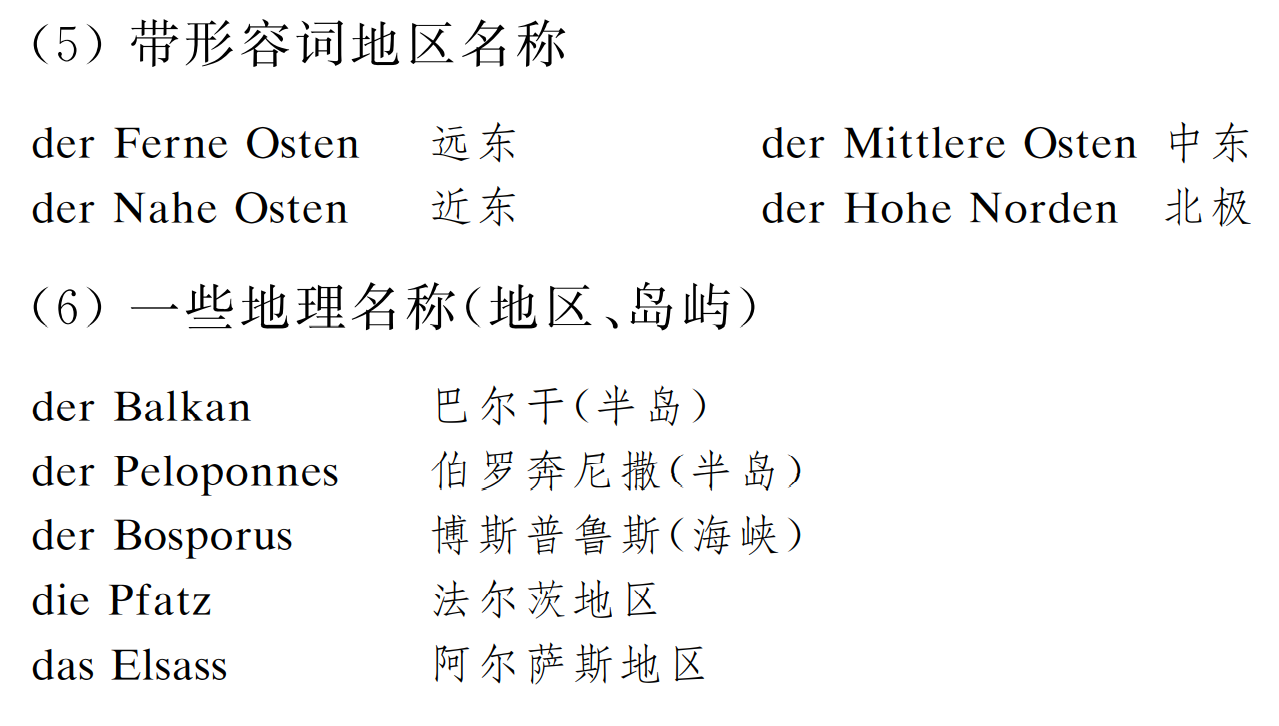 (5) 带形容词地区名称
der Ferne Osten 远东 der Mittlere Osten 中东
der Nahe Osten 近东 der Hohe Norden 北极
(6) 一些地理名称(地区、岛屿)
der Balkan 巴尔干(半岛)
der Peloponnes 伯罗奔尼撒(半岛)
der Bosporus 博斯普鲁斯(海峡)
die Pfatz 法尔茨地区
das Elsass 阿尔萨斯地区